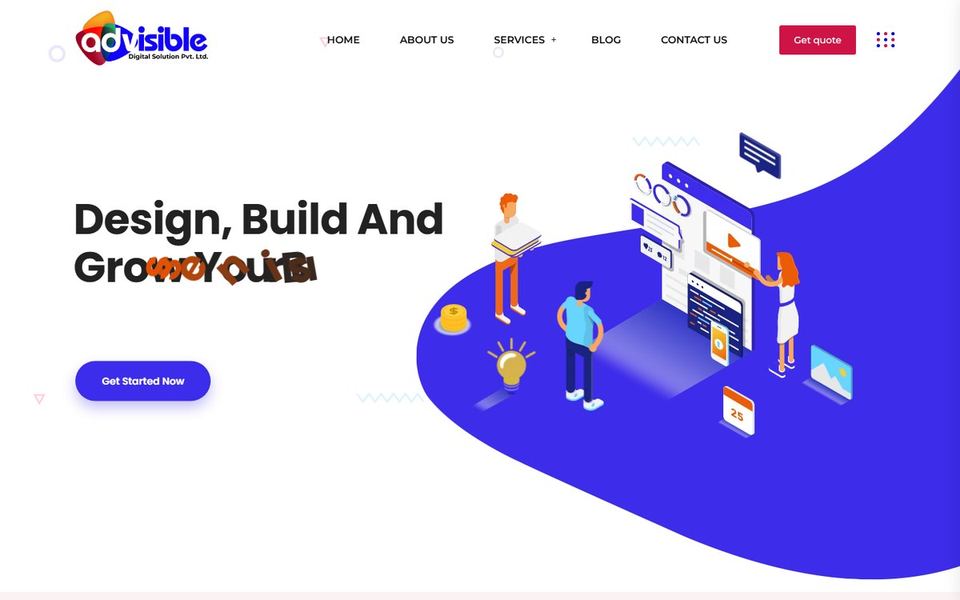 advisible
Digital Solution Pvt. Ltd.
HOME
ABOUT US
SERVICES +
BLOG
CONTACT US
Get quote
Design, Build And
Grow Your
Get Started Now
$
25